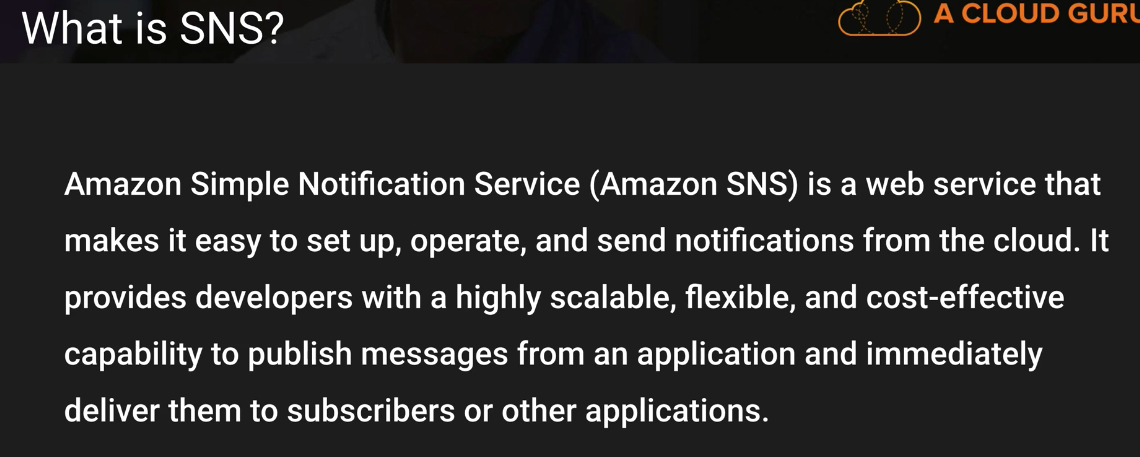 What is SNS?
A CLOUD GURU
Amazon Simple Notification Service (Amazon SNS) is a web service that
makes it easy to set up, operate, and send notifications from the cloud. It
provides developers with a highly scalable, flexible, and cost-effective
capability to publish messages from an application and immediately
deliver them to subscribers or other applications.